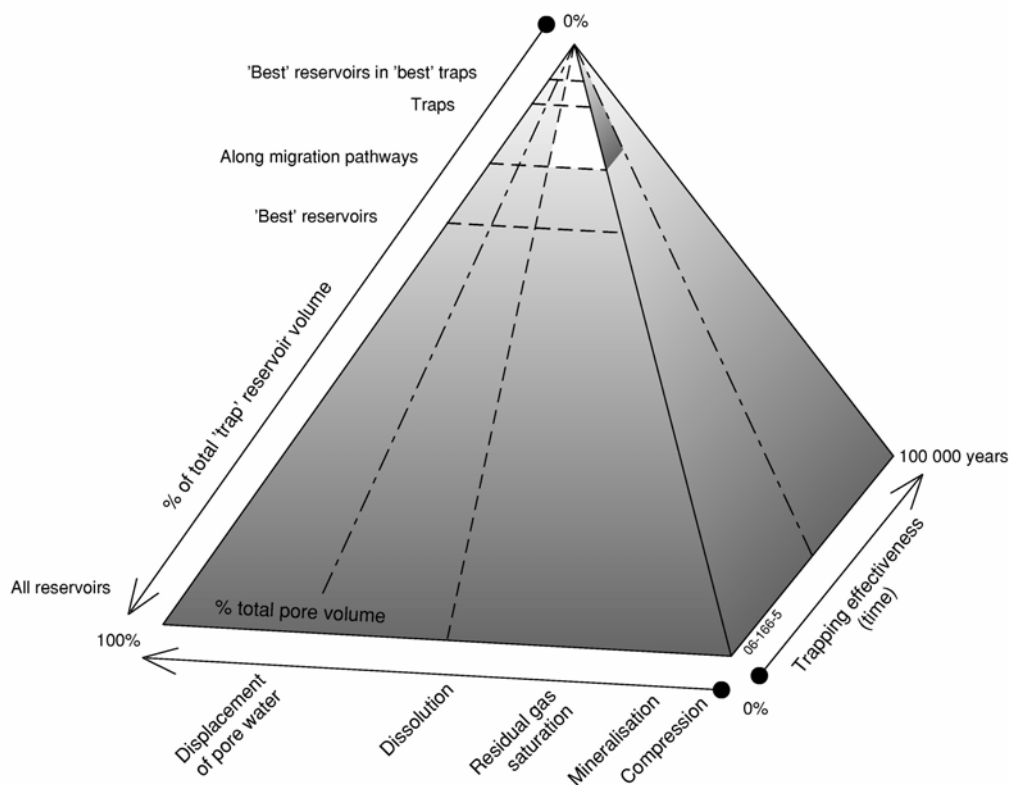 0%
'Best' reservoirs in 'best' traps
Traps
Along migration pathways
'Best' reservoirs
% of total 'trap' reservoir volume
100 000 years
Trapping effectiveness
(time)
All reservoirs
% total pore volume
06-166-5
100%
0%
Displacement
of pore water
Dissolution
Residual gas
saturation
Mineralisation
Compression